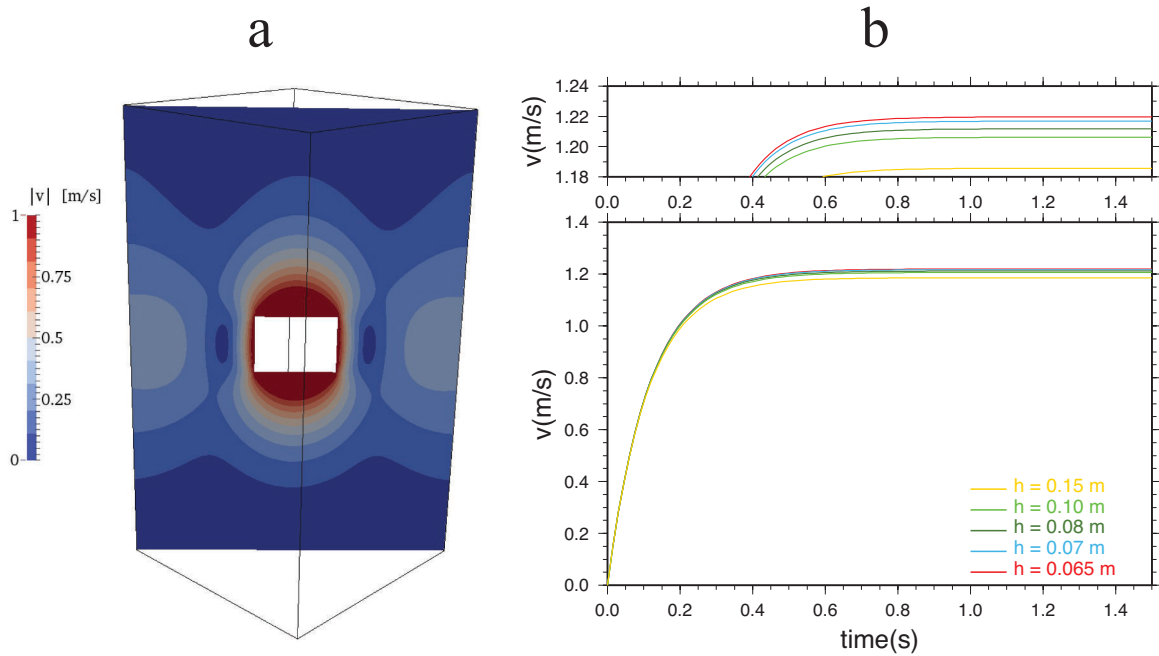 a
|v| [m/s]
1
0.75
0.5
0.25
0
b
v(m/s)
1.24
1.22
1.20
1.18
0.0 0.2 0.4 0.6 0.8 1.0 1.2 1.4
v(m/s)
1.4
1.2
1.0
0.8
0.6
0.4
0.2
0.0
h = 0.15 m
h = 0.10 m
h = 0.08 m
h = 0.07 m
h = 0.065 m
0.0 0.2 0.4 0.6 0.8 1.0 1.2 1.4
time(s)